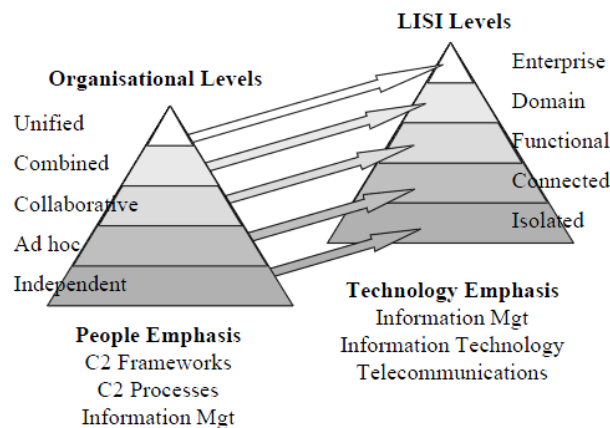 LISI Levels
Organisational Levels
Enterprise
Domain
Functional
Connected
Isolated
Unified
Combined
Collaborative
Ad hoc
Independent
People Emphasis
C2 Frameworks
C2 Processes
Information Mgt
Technology Emphasis
Information Mgt
Information Technology
Telecommunications